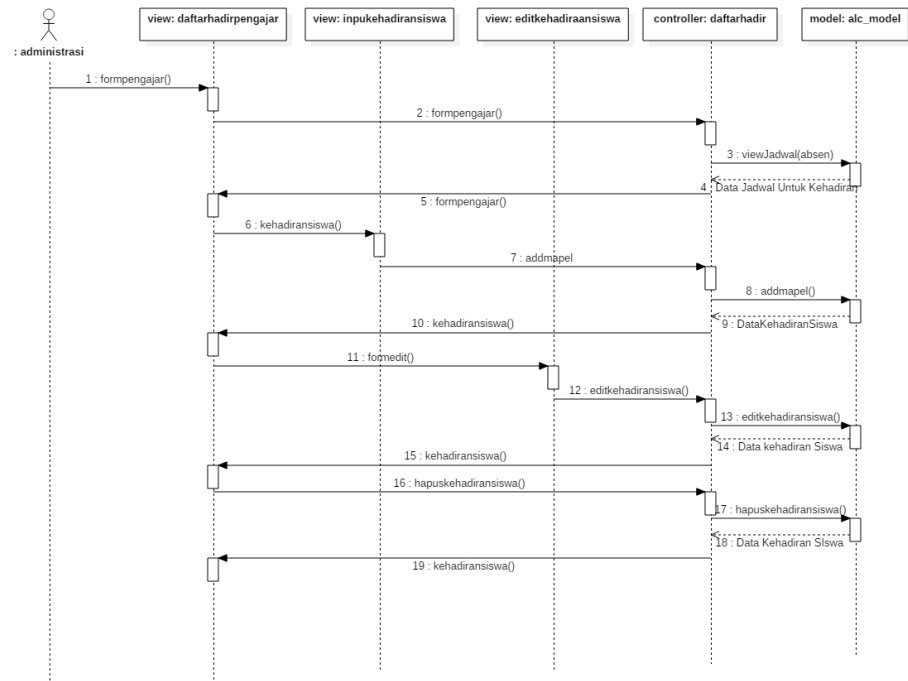 view: daftarhadirpengajar
view: inpukehadiransiswa
view: editkehadiraansiswa
controller: daftarhadir
model: alc_model
: administrasi
1 : formpengajar()
2 : formpengajar()
3 : viewJadwal(absen)
4 Data Jadwal Untuk Kehadiran
5 : formpengajar()
6 : kehadiransiswa()
7 : addmapel
8 : addmapel()
9 : DataKehadiranSiswa
10 : kehadiransiswa()
11 : formedit()
12 : editkehadiransiswa()
13 : editkehadiransiswa()
14 : Data kehadiran Siswa
15 : kehadiransiswa()
16 : hapuskehadiransiswa()
17 : hapuskehadiransiswa()
18 : Data Kehadiran SIswa
19 : kehadiransiswa()